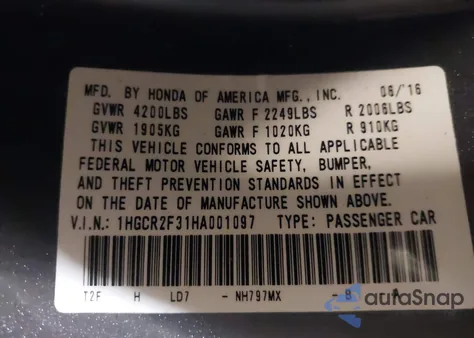 MFD. BY HONDA OF AMERICA MFG., INC. 06/'16
GVWR 4200LBS GAWR F 2249LBS R 2006LBS
GVWR 1905KG GAWR F 1020KG R 910KG
THIS VEHICLE CONFORMS TO ALL APPLICABLE
FEDERAL MOTOR VEHICLE SAFETY, BUMPER,
AND THEFT PREVENTION STANDARDS IN EFFECT
ON THE DATE OF MANUFACTURE SHOWN ABOVE.
V.I.N.: 1HGCR2F31HA001097 TYPE: PASSENGER CAR
T2F H LD7 - NH797MX - B A
autoSnap